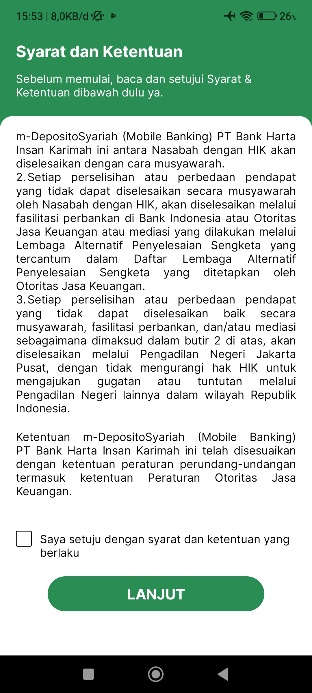 15:53 | 8,0KB/d
26%
Syarat dan Ketentuan
Sebelum memulai, baca dan setujui Syarat &
Ketentuan dibawah dulu ya.
m-DepositoSyariah (Mobile Banking) PT Bank Harta
Insan Karimah ini antara Nasabah dengan HIK akan
diselesaikan dengan cara musyawarah.
2.Setiap perselisihan atau perbedaan pendapat
yang tidak dapat diselesaikan secara musyawarah
oleh Nasabah dengan HIK, akan diselesaikan melalui
fasilitasi perbankan di Bank Indonesia atau Otoritas
Jasa Keuangan atau mediasi yang dilakukan melalui
Lembaga Alternatif Penyelesaian Sengketa yang
tercantum dalam Daftar Lembaga Alternatif
Penyelesaian Sengketa yang ditetapkan oleh
Otoritas Jasa Keuangan.
3.Setiap perselisihan atau perbedaan pendapat
yang tidak dapat diselesaikan baik secara
musyawarah, fasilitasi perbankan, dan/atau mediasi
sebagaimana dimaksud dalam butir 2 di atas, akan
diselesaikan melalui Pengadilan Negeri Jakarta
Pusat, dengan tidak mengurangi hak HIK untuk
mengajukan gugatan atau tuntutan melalui
Pengadilan Negeri lainnya dalam wilayah Republik
Indonesia.
Ketentuan m-DepositoSyariah (Mobile Banking)
PT Bank Harta Insan Karimah ini telah disesuaikan
dengan ketentuan peraturan perundang-undangan
termasuk ketentuan Peraturan Otoritas Jasa
Keuangan.
Saya setuju dengan syarat dan ketentuan yang
berlaku
LANJUT